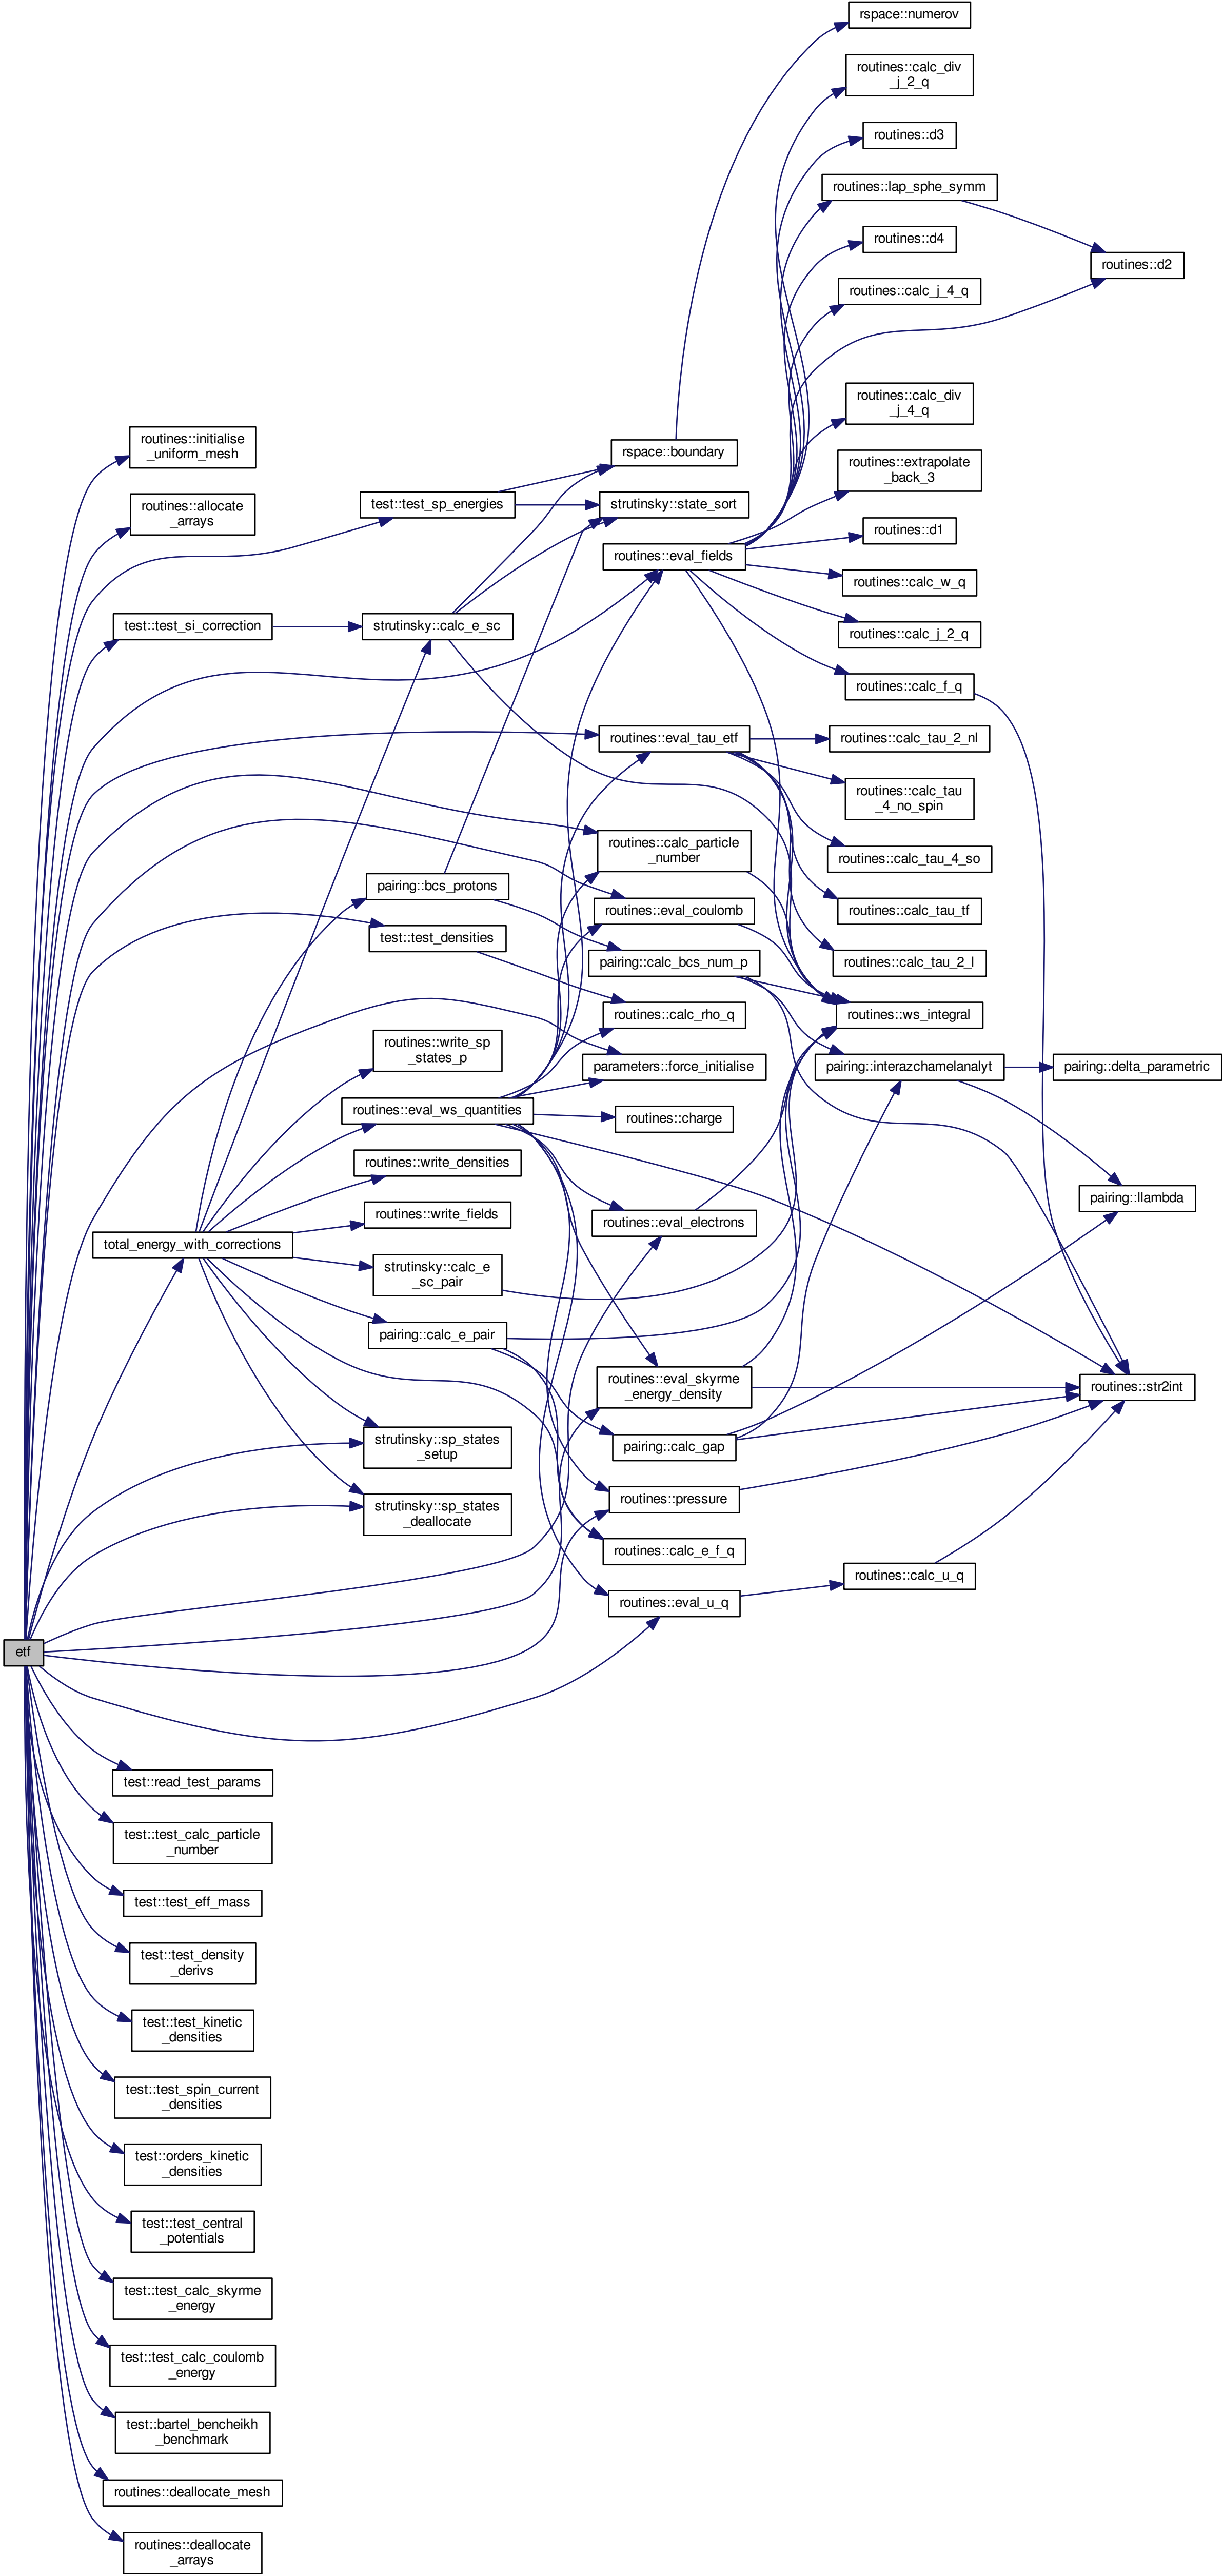 rspace::numerov
routines::calc_div
_j_2_q
routines::d3
routines::lap_sphe_symm
routines::d4
routines::d2
routines::calc_j_4_q
routines::calc_div
_j_4_q
routines::initialise
_uniform_mesh
rspace::boundary
routines::extrapolate
_back_3
routines::allocate
_arrays
test::test_sp_energies
strutinsky::state_sort
routines::d1
routines::eval_fields
routines::calc_w_q
test::test_si_correction
strutinsky::calc_e_sc
routines::calc_j_2_q
routines::calc_f_q
routines::eval_tau_etf
routines::calc_tau_2_nl
routines::calc_tau
_4_no_spin
routines::calc_particle
_number
routines::calc_tau_4_so
pairing::bcs_protons
routines::eval_coulomb
routines::calc_tau_tf
test::test_densities
pairing::calc_bcs_num_p
routines::calc_tau_2_l
routines::calc_rho_q
routines::ws_integral
routines::write_sp
_states_p
parameters::force_initialise
pairing::interazchamelanalyt
pairing::delta_parametric
routines::eval_ws_quantities
routines::charge
routines::write_densities
pairing::llambda
routines::write_fields
routines::eval_electrons
total_energy_with_corrections
strutinsky::calc_e
_sc_pair
pairing::calc_e_pair
routines::eval_skyrme
_energy_density
routines::str2int
strutinsky::sp_states
_setup
pairing::calc_gap
routines::pressure
strutinsky::sp_states
_deallocate
routines::calc_e_f_q
routines::calc_u_q
routines::eval_u_q
etf
test::read_test_params
test::test_calc_particle
_number
test::test_eff_mass
test::test_density
_derivs
test::test_kinetic
_densities
test::test_spin_current
_densities
test::orders_kinetic
_densities
test::test_central
_potentials
test::test_calc_skyrme
_energy
test::test_calc_coulomb
_energy
test::bartel_bencheikh
_benchmark
routines::deallocate_mesh
routines::deallocate
_arrays